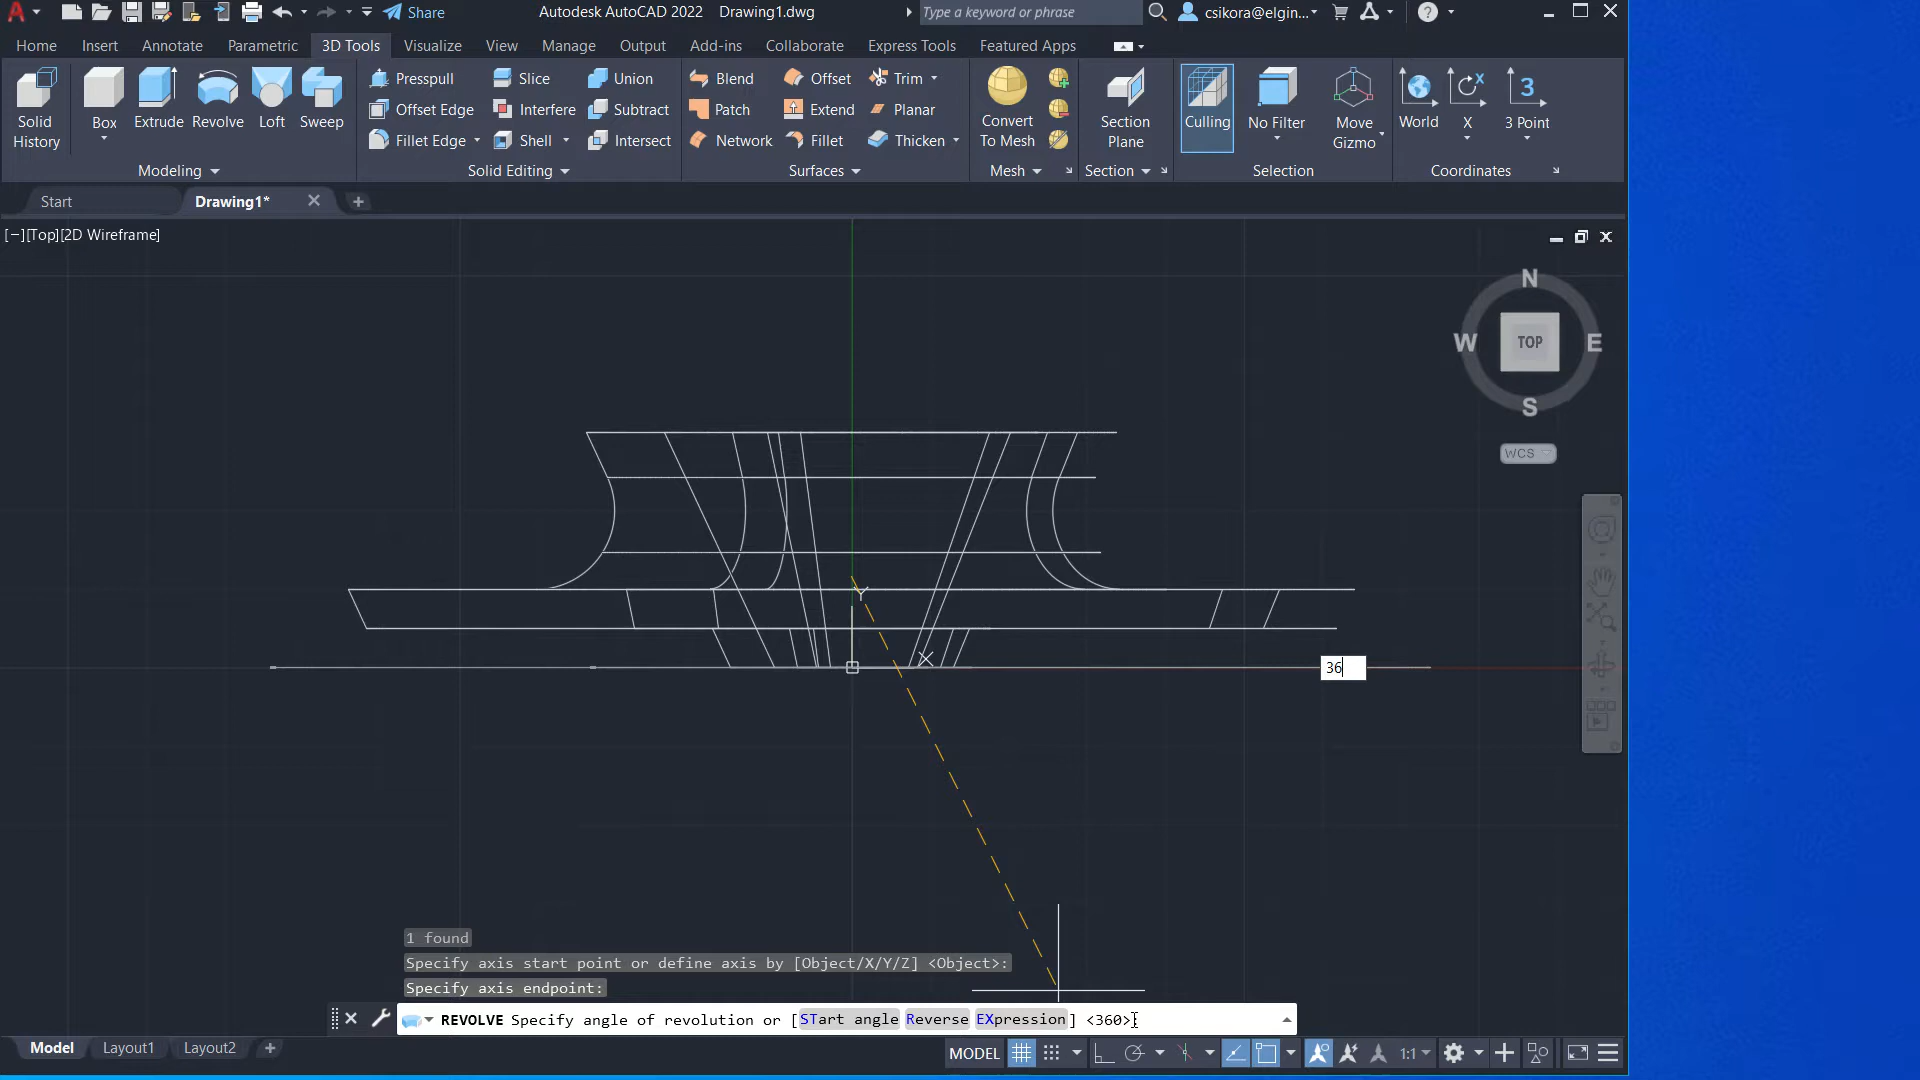 Share
Autodesk AutoCAD 2022 Drawing1.dwg
Type a keyword or phrase
csikora@elgin...
Home Insert Annotate Parametric 3D Tools Visualize View Manage Output Add-ins Collaborate Express Tools Featured Apps
Solid History
Box Extrude Revolve Loft Sweep
Presspull
Offset Edge
Fillet Edge
Slice
Interfere
Shell
Union
Subtract
Intersect
Blend
Patch
Network
Offset
Extend
Fillet
Trim
Planar
Thicken
Convert To Mesh
Section Plane
Culling
No Filter
Move Gizmo
World
X
3 Point
Modeling Solid Editing Surfaces Mesh Section Selection Coordinates
Start Drawing1*
[−][Top][2D Wireframe]
N
W TOP E
S
WCS
Y
X
36
1 found
Specify axis start point or define axis by [Object/X/Y/Z] <Object>:
Specify axis endpoint:
REVOLVE Specify angle of revolution or [STart angle Reverse EXpression] <360>:
Model Layout1 Layout2
MODEL 1:1